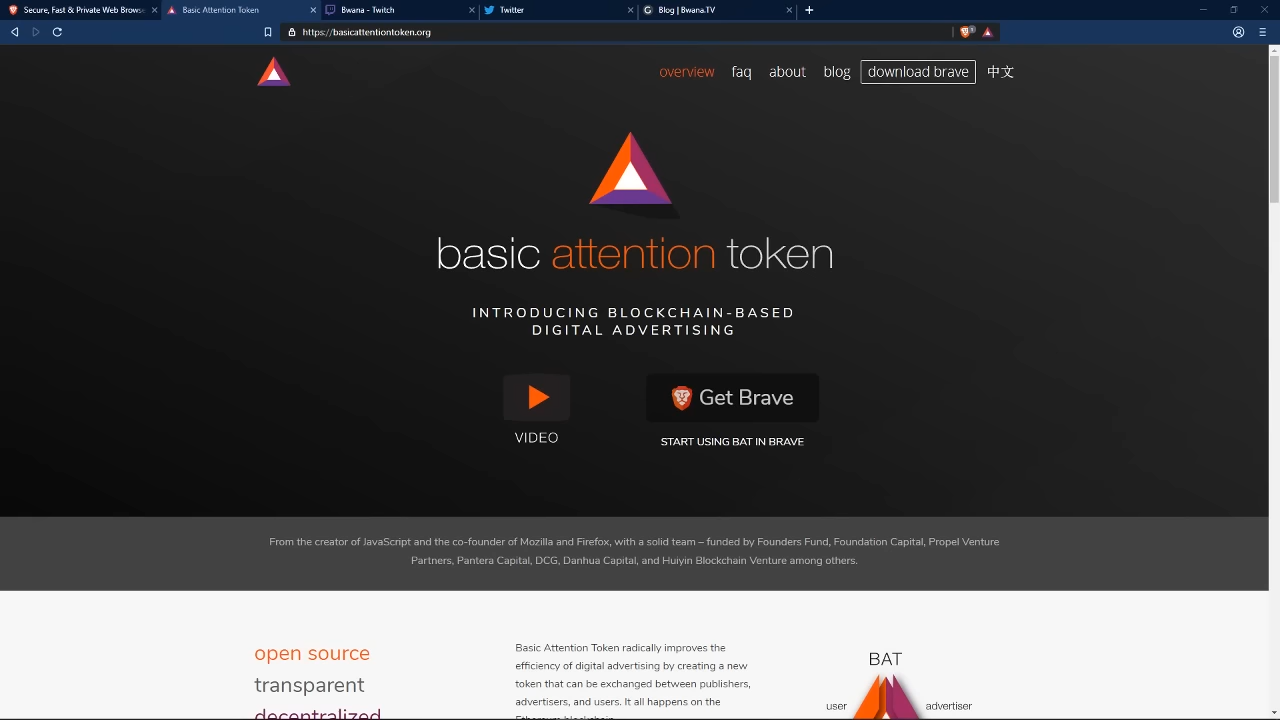 Secure, Fast & Private Web Browse
Basic Attention Token
Bwana - Twitch
Twitter
Blog | Bwana.TV
https://basicattentiontoken.org
1
overview
faq
about
blog
download brave
中文
basic attention token
INTRODUCING BLOCKCHAIN-BASED
DIGITAL ADVERTISING
Get Brave
VIDEO
START USING BAT IN BRAVE
From the creator of JavaScript and the co-founder of Mozilla and Firefox, with a solid team – funded by Founders Fund, Foundation Capital, Propel Venture
Partners, Pantera Capital, DCG, Danhua Capital, and Huiyin Blockchain Venture among others.
open source
transparent
decentralized
Basic Attention Token radically improves the
efficiency of digital advertising by creating a new
token that can be exchanged between publishers,
advertisers, and users. It all happens on the
Ethereum blockchain.
BAT
user
advertiser